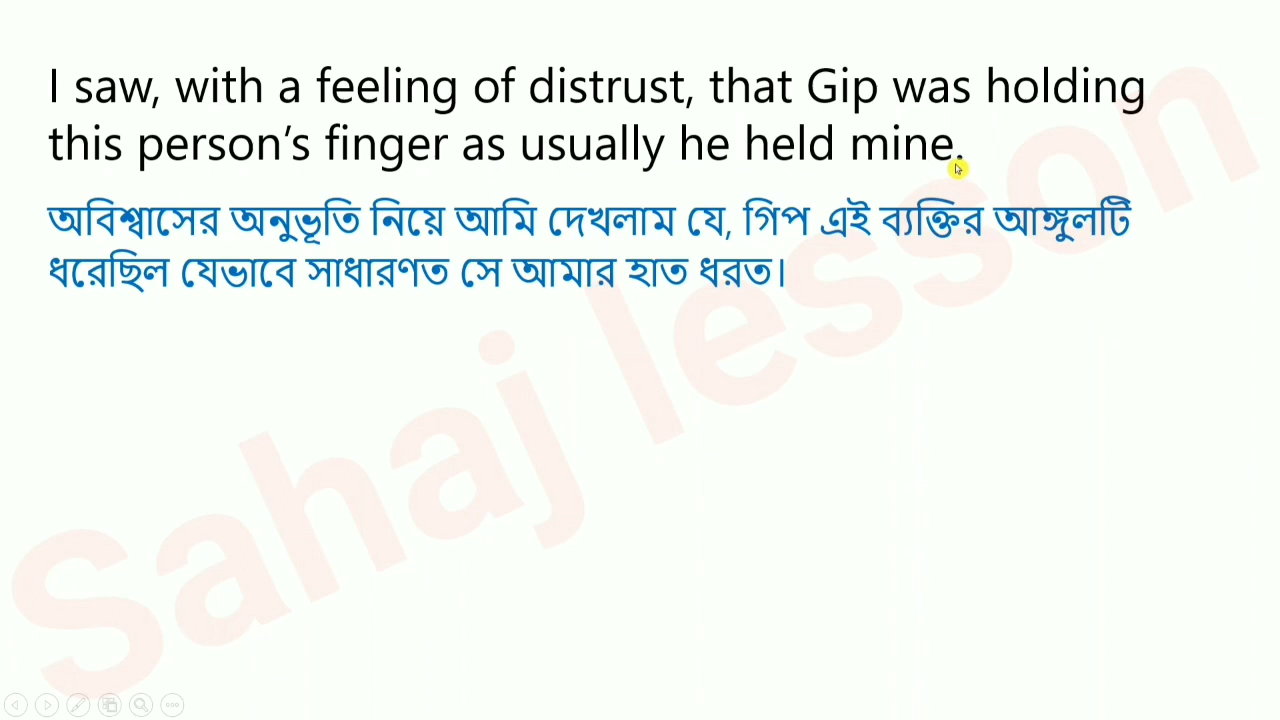 I saw, with a feeling of distrust, that Gip was holding
this person’s finger as usually he held mine.
অবিশ্বাসের অনুভূতি নিয়ে আমি দেখলাম যে, গিপ এই ব্যক্তির আঙ্গুলটি
ধরেছিল যেভাবে সাধারণত সে আমার হাত ধরত।
Sahaj lesson